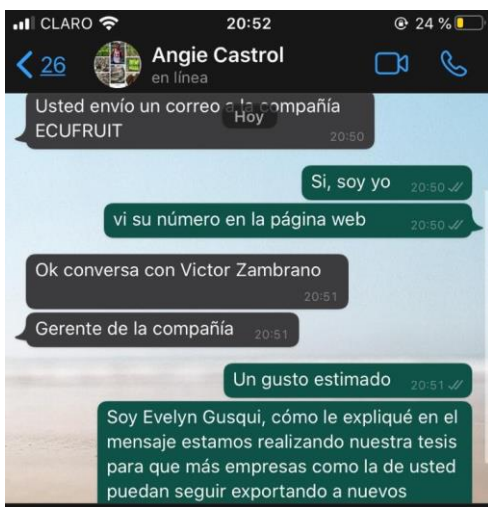 CLARO 20:52 24 %
26 Angie Castrol
en línea
Usted envío un correo a la compañía
Hoy
ECUFRUIT 20:50
Si, soy yo 20:50
vi su número en la página web 20:50
Ok conversa con Victor Zambrano
20:51
Gerente de la compañía 20:51
Un gusto estimado 20:51
Soy Evelyn Gusqui, cómo le expliqué en el
mensaje estamos realizando nuestra tesis
para que más empresas como la de usted
puedan seguir exportando a nuevos